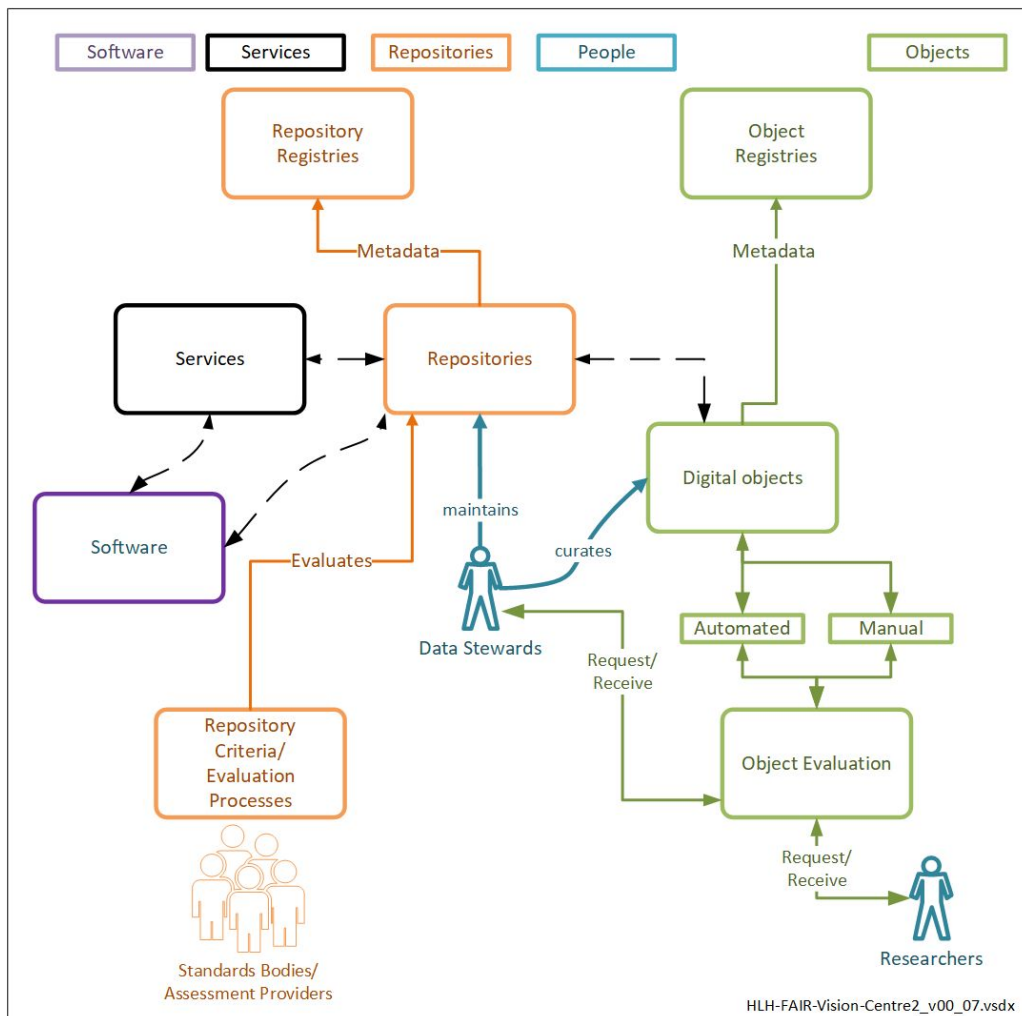 Software
Services
Repositories
People
Objects
Repository
Registries
Object
Registries
Metadata
Metadata
Services
Repositories
Digital objects
Software
maintains
curates
Evaluates
Data Stewards
Automated
Manual
Request/
Receive
Repository
Criteria/
Evaluation
Processes
Object Evaluation
Request/
Receive
Researchers
Standards Bodies/
Assessment Providers
HLH-FAIR-Vision-Centre2_v00_07.vsdx